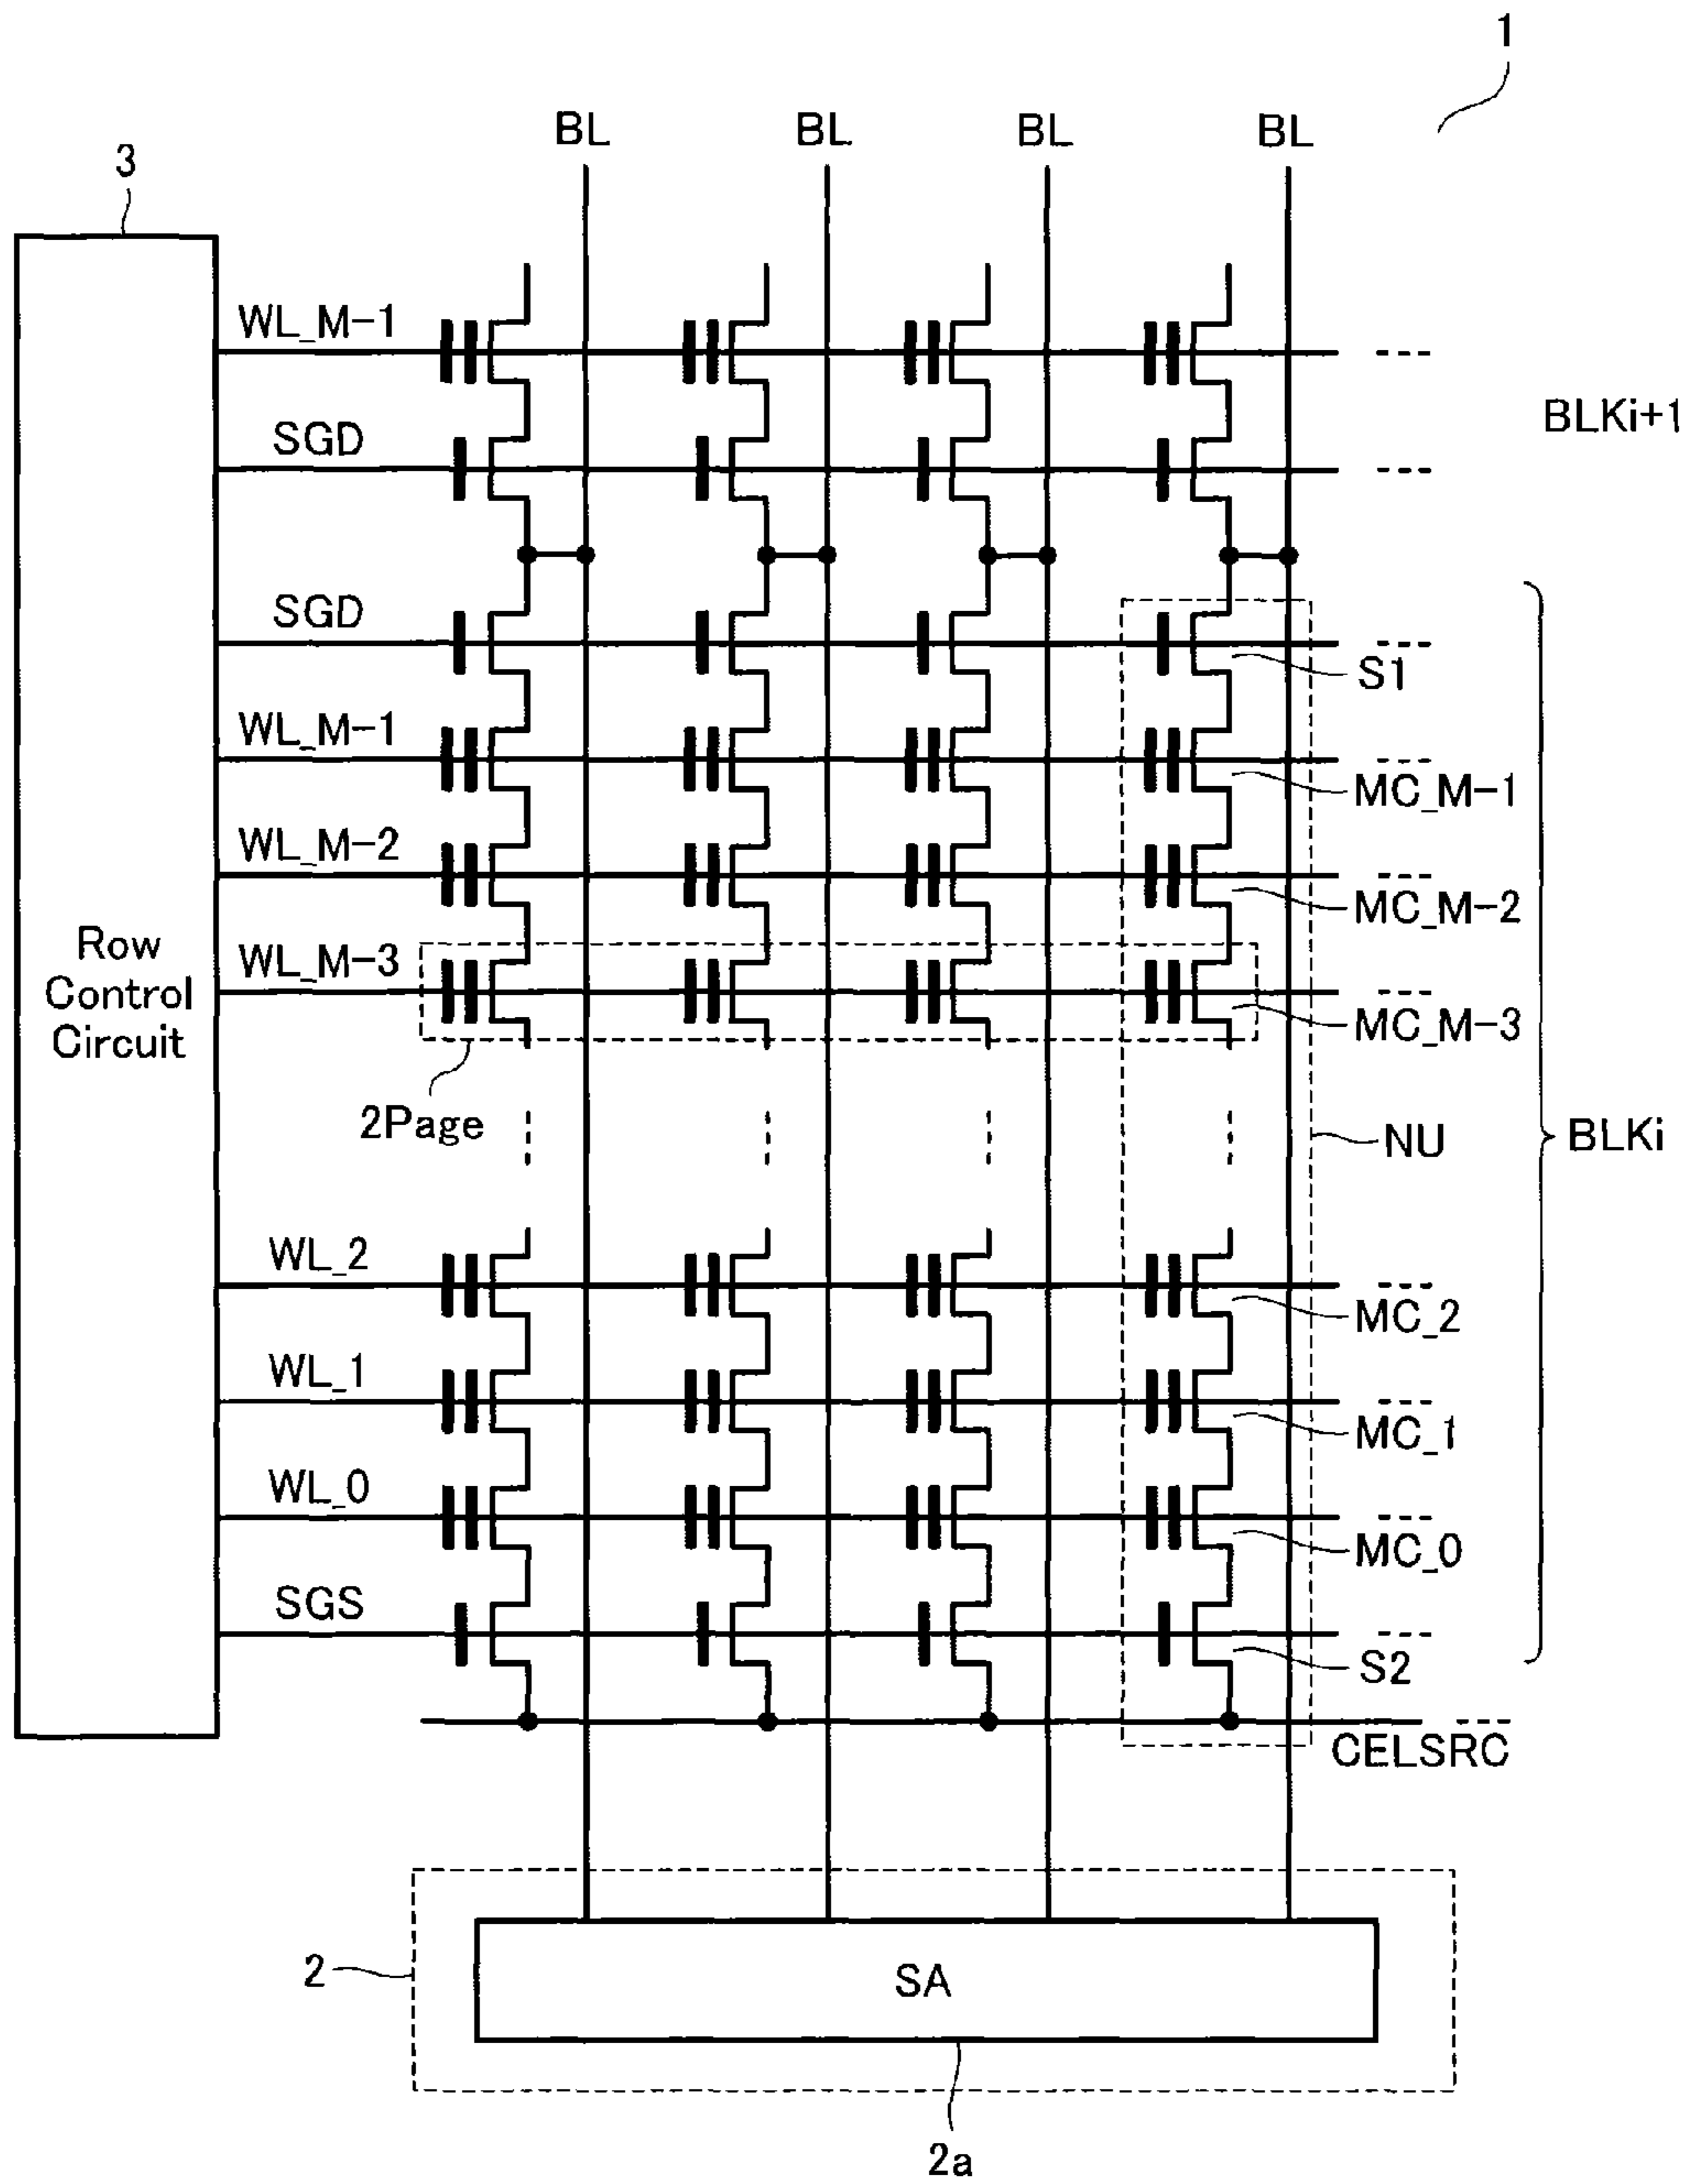 1
BL BL BL BL
3
WL_M-1
BLKi+1
SGD
SGD
S1
WL_M-1
MC_M-1
WL_M-2
MC_M-2
WL_M-3
MC_M-3
Row
Control
Circuit
2Page
NU
BLKi
WL_2
MC_2
WL_1
MC_1
WL_0
MC_0
SGS
S2
CELSRC
2
SA
2a